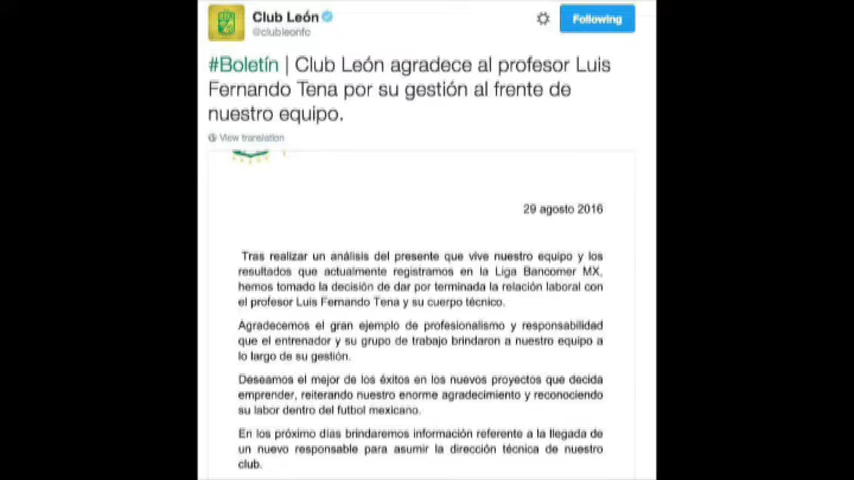 Club León
@clubleonfc
Following
#Boletín | Club León agradece al profesor Luis
Fernando Tena por su gestión al frente de
nuestro equipo.
View translation
29 agosto 2016
Tras realizar un análisis del presente que vive nuestro equipo y los
resultados que actualmente registramos en la Liga Bancomer MX,
hemos tomado la decisión de dar por terminada la relación laboral con
el profesor Luis Fernando Tena y su cuerpo técnico.
Agradecemos el gran ejemplo de profesionalismo y responsabilidad
que el entrenador y su grupo de trabajo brindaron a nuestro equipo a
lo largo de su gestión.
Deseamos el mejor de los éxitos en los nuevos proyectos que decida
emprender, reiterando nuestro enorme agradecimiento y reconociendo
su labor dentro del futbol mexicano.
En los próximo días brindaremos información referente a la llegada de
un nuevo responsable para asumir la dirección técnica de nuestro
club.